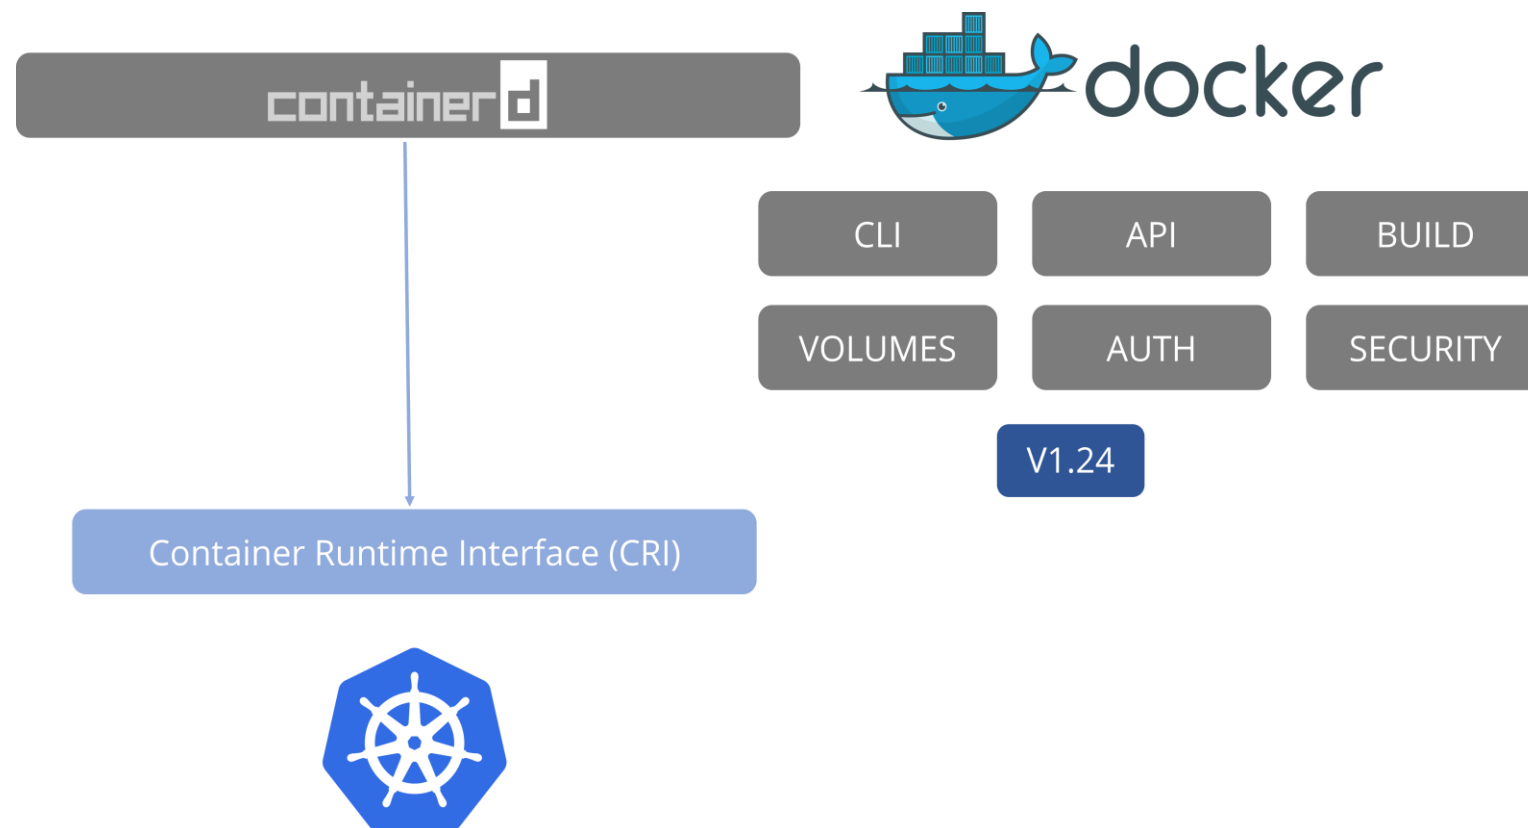 containerd
docker
CLI
API
BUILD
VOLUMES
AUTH
SECURITY
V1.24
Container Runtime Interface (CRI)